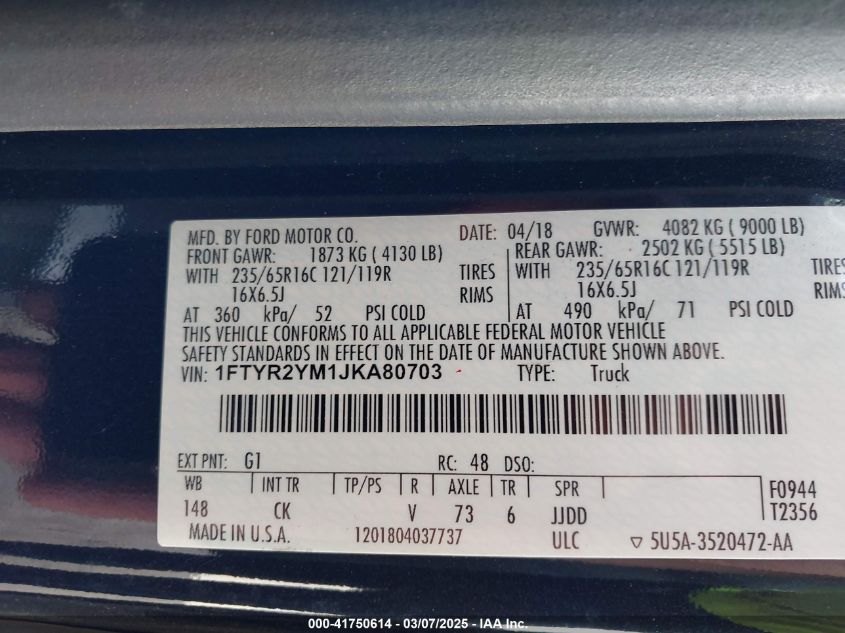 MFD. BY FORD MOTOR CO. DATE: 04/18 GVWR: 4082 KG ( 9000 LB)
FRONT GAWR: 1873 KG ( 4130 LB) REAR GAWR: 2502 KG ( 5515 LB)
WITH 235/65R16C 121/119R TIRES WITH 235/65R16C 121/119R TIRES
16X6.5J RIMS 16X6.5J RIMS
AT 360 kPa/ 52 PSI COLD AT 490 kPa/ 71 PSI COLD
THIS VEHICLE CONFORMS TO ALL APPLICABLE FEDERAL MOTOR VEHICLE
SAFETY STANDARDS IN EFFECT ON THE DATE OF MANUFACTURE SHOWN ABOVE.
VIN: 1FTYR2YM1JKA80703 TYPE: Truck
EXT PNT: G1 RC: 48 DSO:
WB INT TR TP/PS R AXLE TR SPR F0944
148 CK V 73 6 JJDD T2356
MADE IN U.S.A. 1201804037737 ULC ▽ 5U5A-3520472-AA
000-41750614 - 03/07/2025 - IAA Inc.